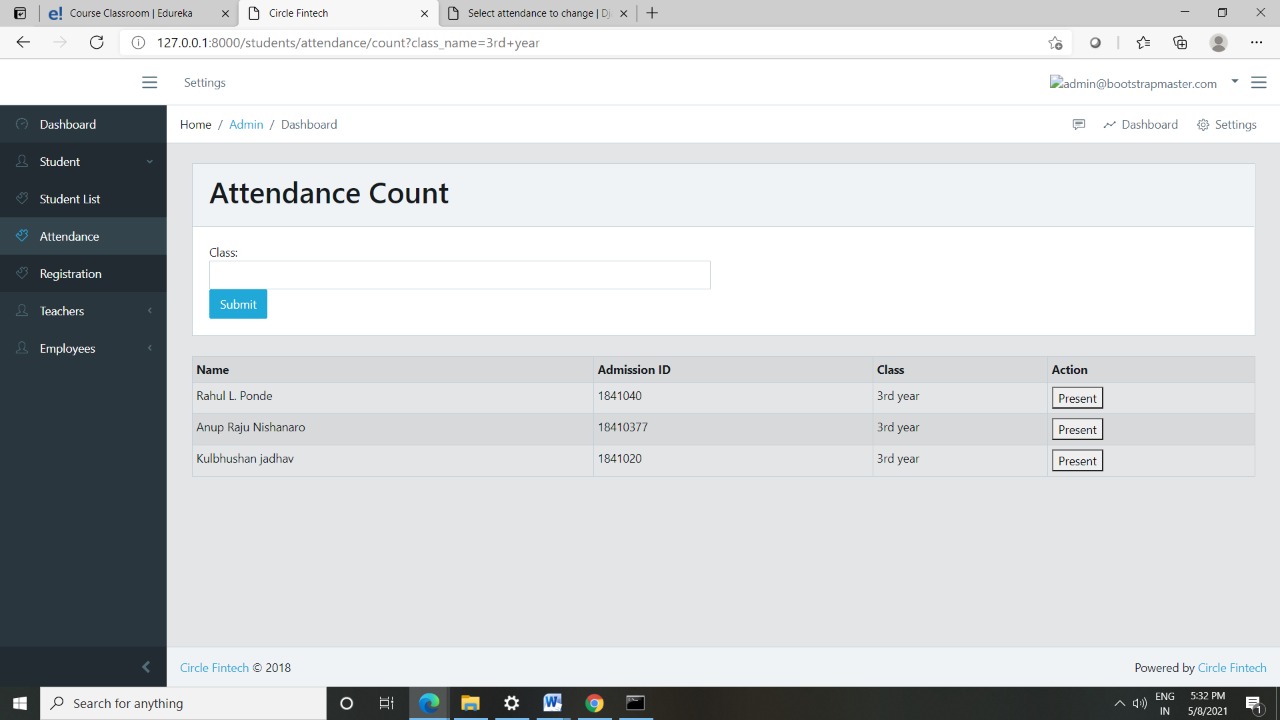 Course Classroom | Edureka
Circle Fintech
Select attendance to change | Dj
127.0.0.1:8000/students/attendance/count?class_name=3rd+year
Settings
admin@bootstrapmaster.com
Dashboard
Student
Student List
Attendance
Registration
Teachers
Employees
Home / Admin / Dashboard
Dashboard
Settings
Attendance Count
Class:
Submit
Name Admission ID Class Action
Rahul L. Ponde 1841040 3rd year Present
Anup Raju Nishanaro 18410377 3rd year Present
Kulbhushan jadhav 1841020 3rd year Present
Circle Fintech © 2018
Powered by Circle Fintech
Search for anything
ENG
IN
5:32 PM
5/8/2021
1